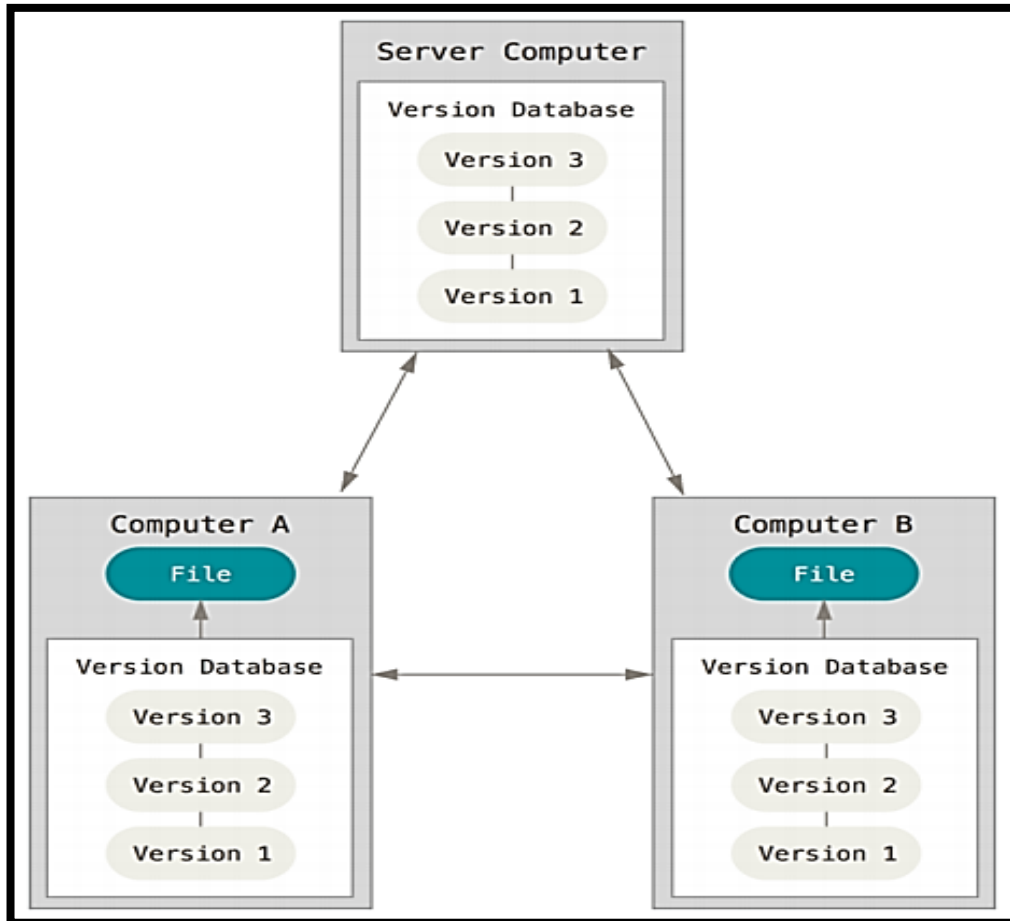 Server Computer
Version Database
Version 3
Version 2
Version 1
Computer A
File
Version Database
Version 3
Version 2
Version 1
Computer B
File
Version Database
Version 3
Version 2
Version 1